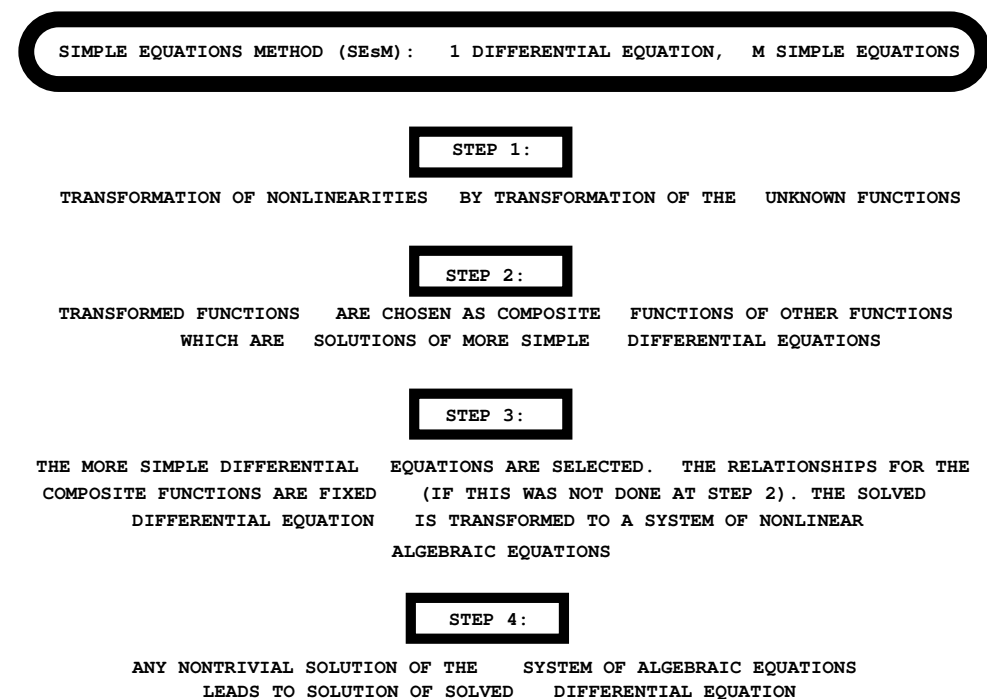 SIMPLE EQUATIONS METHOD (SEsM): 1 DIFFERENTIAL EQUATION, M SIMPLE EQUATIONS
STEP 1:
TRANSFORMATION OF NONLINEARITIES BY TRANSFORMATION OF THE UNKNOWN FUNCTIONS
STEP 2:
TRANSFORMED FUNCTIONS ARE CHOSEN AS COMPOSITE FUNCTIONS OF OTHER FUNCTIONS
WHICH ARE SOLUTIONS OF MORE SIMPLE DIFFERENTIAL EQUATIONS
STEP 3:
THE MORE SIMPLE DIFFERENTIAL EQUATIONS ARE SELECTED. THE RELATIONSHIPS FOR THE
COMPOSITE FUNCTIONS ARE FIXED (IF THIS WAS NOT DONE AT STEP 2). THE SOLVED
DIFFERENTIAL EQUATION IS TRANSFORMED TO A SYSTEM OF NONLINEAR
ALGEBRAIC EQUATIONS
STEP 4:
ANY NONTRIVIAL SOLUTION OF THE SYSTEM OF ALGEBRAIC EQUATIONS
LEADS TO SOLUTION OF SOLVED DIFFERENTIAL EQUATION